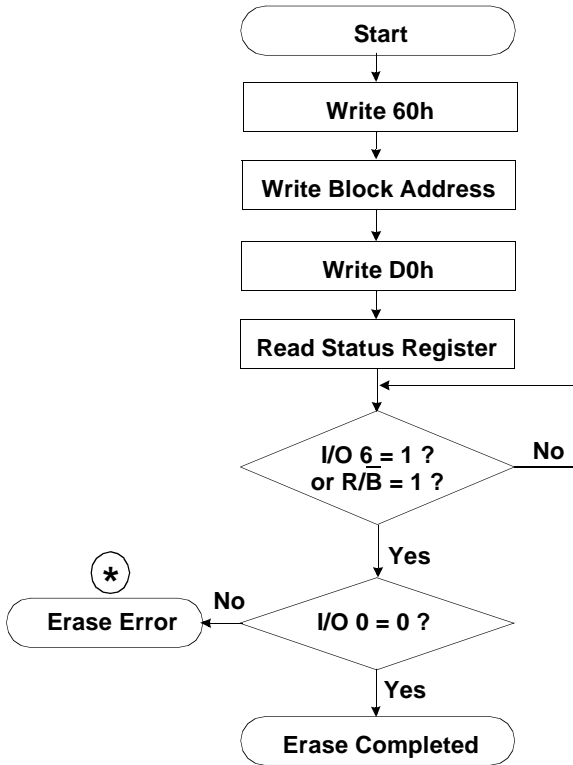 Start
Write 60h
Write Block Address
Write D0h
Read Status Register
I/O 6 = 1 ?
or R/B̅ = 1 ?
No
Yes
*
No
Erase Error
I/O 0 = 0 ?
Yes
Erase Completed